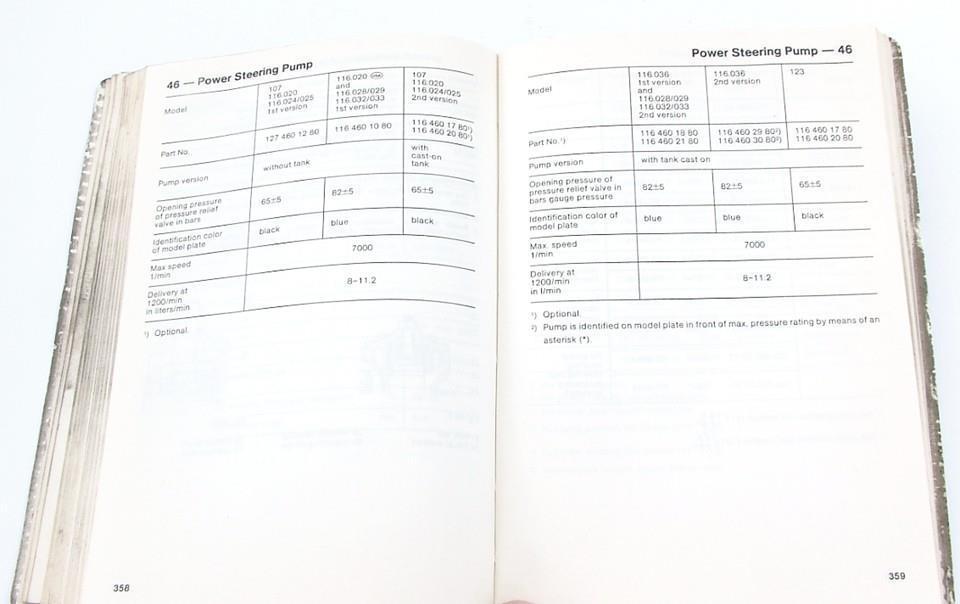 46 — Power Steering Pump
Model
107
116.020
116.024/025
1st version
116.020 USA
and
116.028/029
116.032/033
1st version
107
116.020
116.024/025
2nd version
Part No.
127 460 12 80
116 460 10 80
116 460 17 80¹)
116 460 20 80¹)
Pump version
without tank
with
cast-on
tank
Opening pressure
of pressure relief
valve in bars
65±5
82±5
65±5
Identification color
of model plate
black
blue
black
Max speed
1/min
7000
Delivery at
1200/min
in liters/min
8–11.2
¹) Optional.
358
Power Steering Pump — 46
Model
116.036
1st version
and
116.028/029
116.032/033
2nd version
116.036
2nd version
123
Part No.¹)
116 460 18 80
116 460 21 80
116 460 29 80²)
116 460 30 80²)
116 460 17 80
116 460 20 80
Pump version
with tank cast on
Opening pressure of
pressure relief valve in
bars gauge pressure
82±5
82±5
65±5
Identification color of
model plate
blue
blue
black
Max. speed
1/min
7000
Delivery at
1200/min
in l/min
8–11.2
¹) Optional.
²) Pump is identified on model plate in front of max. pressure rating by means of an
asterisk (*).
359